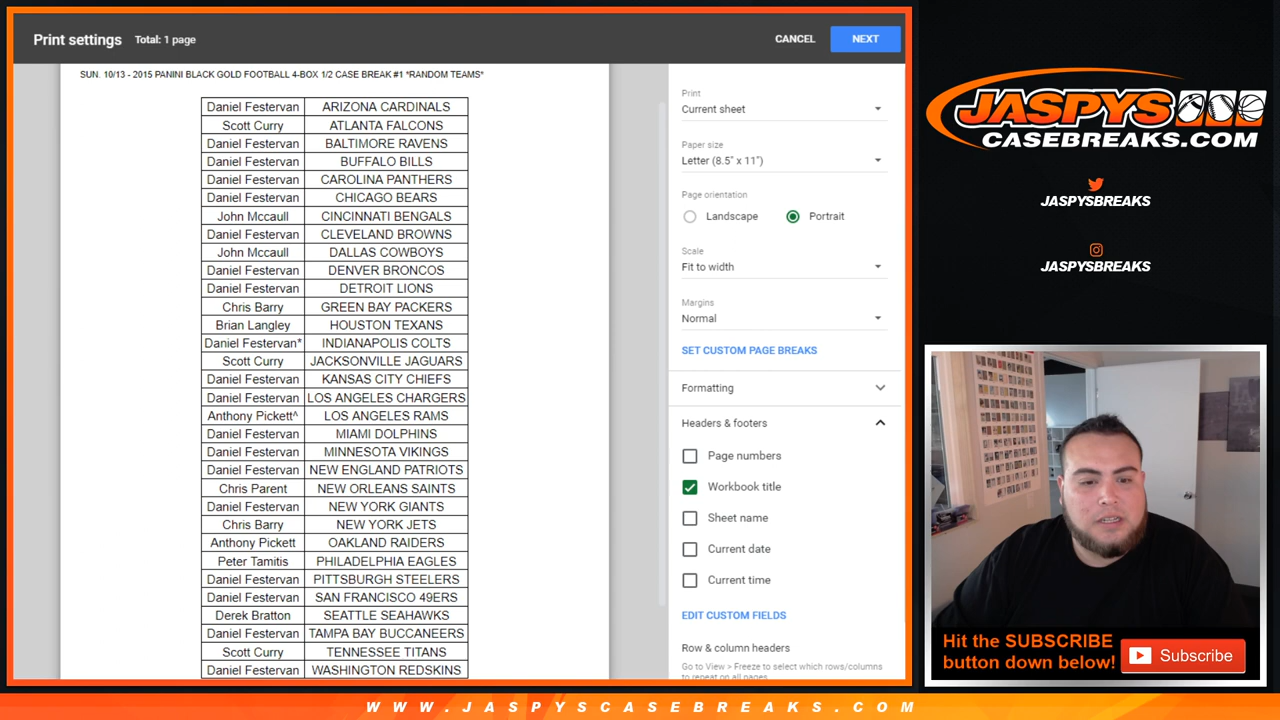 Print settings Total: 1 page CANCEL NEXT
SUN. 10/13 - 2015 PANINI BLACK GOLD FOOTBALL 4-BOX 1/2 CASE BREAK #1 *RANDOM TEAMS*
Daniel Festervan ARIZONA CARDINALS
Scott Curry ATLANTA FALCONS
Daniel Festervan BALTIMORE RAVENS
Daniel Festervan BUFFALO BILLS
Daniel Festervan CAROLINA PANTHERS
Daniel Festervan CHICAGO BEARS
John Mccaull CINCINNATI BENGALS
Daniel Festervan CLEVELAND BROWNS
John Mccaull DALLAS COWBOYS
Daniel Festervan DENVER BRONCOS
Daniel Festervan DETROIT LIONS
Chris Barry GREEN BAY PACKERS
Brian Langley HOUSTON TEXANS
Daniel Festervan* INDIANAPOLIS COLTS
Scott Curry JACKSONVILLE JAGUARS
Daniel Festervan KANSAS CITY CHIEFS
Daniel Festervan LOS ANGELES CHARGERS
Anthony Pickett^ LOS ANGELES RAMS
Daniel Festervan MIAMI DOLPHINS
Daniel Festervan MINNESOTA VIKINGS
Daniel Festervan NEW ENGLAND PATRIOTS
Chris Parent NEW ORLEANS SAINTS
Daniel Festervan NEW YORK GIANTS
Chris Barry NEW YORK JETS
Anthony Pickett OAKLAND RAIDERS
Peter Tamitis PHILADELPHIA EAGLES
Daniel Festervan PITTSBURGH STEELERS
Daniel Festervan SAN FRANCISCO 49ERS
Derek Bratton SEATTLE SEAHAWKS
Daniel Festervan TAMPA BAY BUCCANEERS
Scott Curry TENNESSEE TITANS
Daniel Festervan WASHINGTON REDSKINS
Print
Current sheet
Paper size
Letter (8.5" x 11")
Page orientation
Landscape Portrait
Scale
Fit to width
Margins
Normal
SET CUSTOM PAGE BREAKS
Formatting
Headers & footers
Page numbers
Workbook title
Sheet name
Current date
Current time
EDIT CUSTOM FIELDS
Row & column headers
Go to View > Freeze to select which rows/columns
to repeat on all pages
JASPYS
CASEBREAKS.COM
JASPYSBREAKS
JASPYSBREAKS
Hit the SUBSCRIBE
button down below!
Subscribe
WWW.JASPYSCASEBREAKS.COM